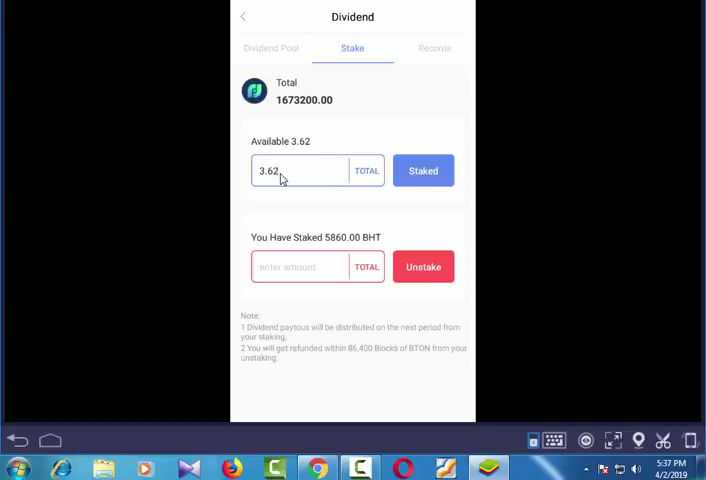 Dividend
Dividend Pool Stake Records
Total
1673200.00
Available 3.62
3.62 TOTAL Staked
You Have Staked 5860.00 BHT
enter amount TOTAL Unstake
Note:
1 Dividend paytous will be distributed on the next period from
your staking,
2 You will get refunded within 86,400 Blocks of BTON from your
unstaking.
5:37 PM
4/2/2019